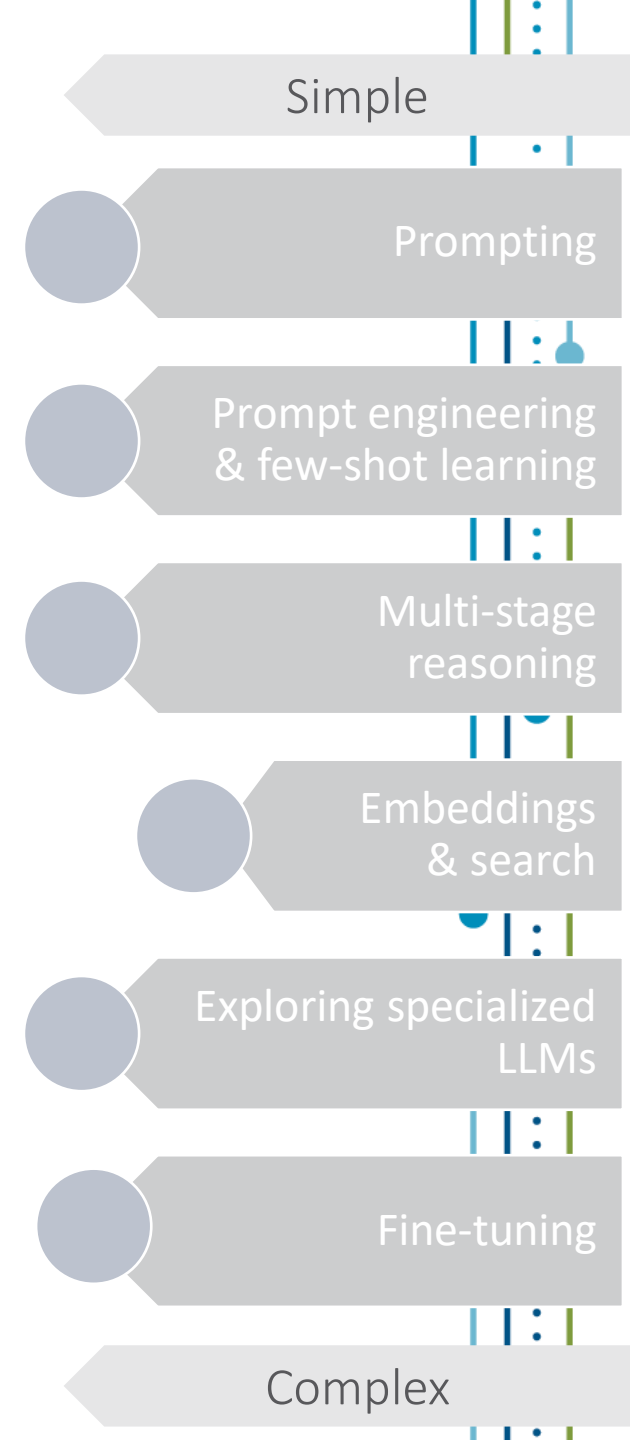 Simple
Prompting
Prompt engineering
& few-shot learning
Multi-stage
reasoning
Embeddings
& search
Exploring specialized
LLMs
Fine-tuning
Complex